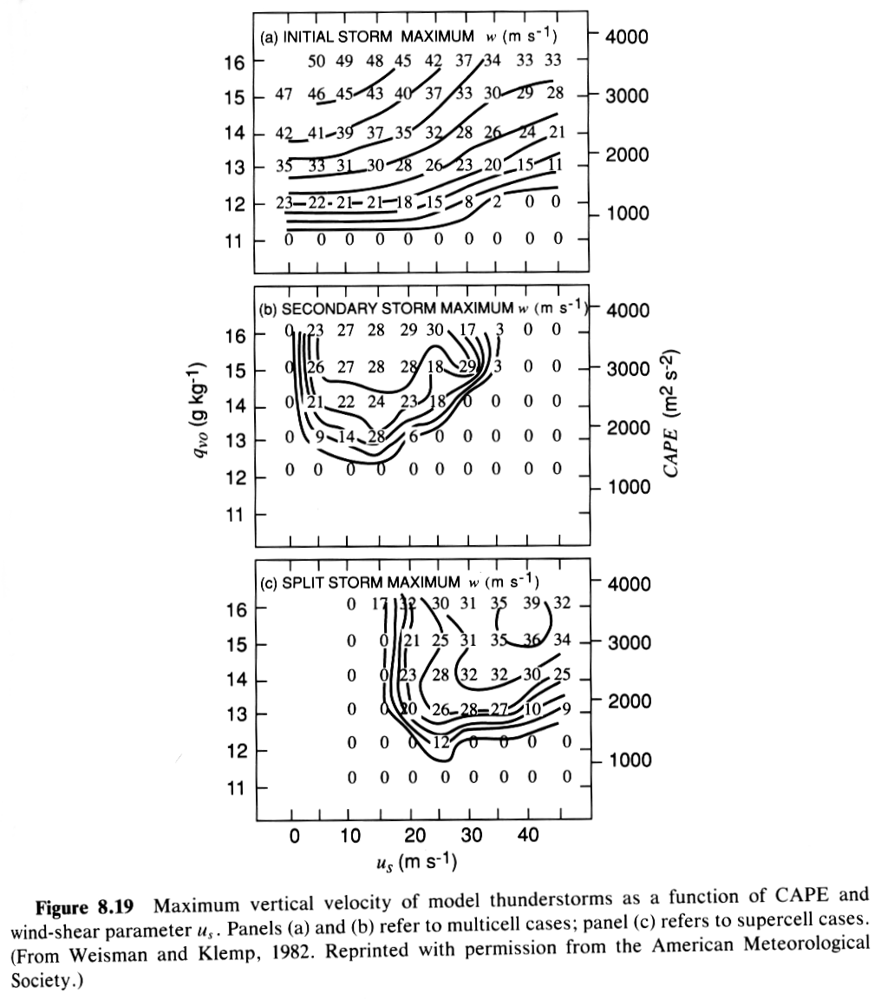 (a) INITIAL STORM MAXIMUM w (m s-1)
4000
16 50 49 48 45 42 37 34 33 33
15 47 46 45 43 40 37 33 30 29 28 3000
14 42 41 39 37 35 32 28 26 24 21
2000
13 35 33 31 30 28 26 23 20 15 11
12 23 22 21 21 18 15 8 2 0 0
1000
11 0 0 0 0 0 0 0 0 0 0
(b) SECONDARY STORM MAXIMUM w (m s-1)
4000
16 0 23 27 28 29 30 17 3 0 0
15 0 26 27 28 28 18 29 3 0 0 3000
14 0 21 22 24 23 18 0 0 0 0
2000
13 0 9 14 28 6 0 0 0 0 0
12 0 0 0 0 0 0 0 0 0 0
1000
11
qvo (g kg-1)
CAPE (m2 s-2)
(c) SPLIT STORM MAXIMUM w (m s-1)
4000
16 0 17 32 30 31 35 39 32
15 0 0 21 25 31 35 36 34 3000
14 0 0 23 28 32 32 30 25
2000
13 0 0 20 26 28 27 10 9
12 0 0 0 12 0 0 0 0
1000
11 0 0 0 0 0 0 0 0
0 10 20 30 40
us (m s-1)
Figure 8.19 Maximum vertical velocity of model thunderstorms as a function of CAPE and
wind-shear parameter us. Panels (a) and (b) refer to multicell cases; panel (c) refers to supercell cases.
(From Weisman and Klemp, 1982. Reprinted with permission from the American Meteorological
Society.)